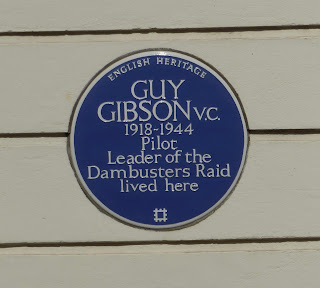 ENGLISH HERITAGE
GUY
GIBSON V.C.
1918-1944
Pilot
Leader of the
Dambusters Raid
lived here